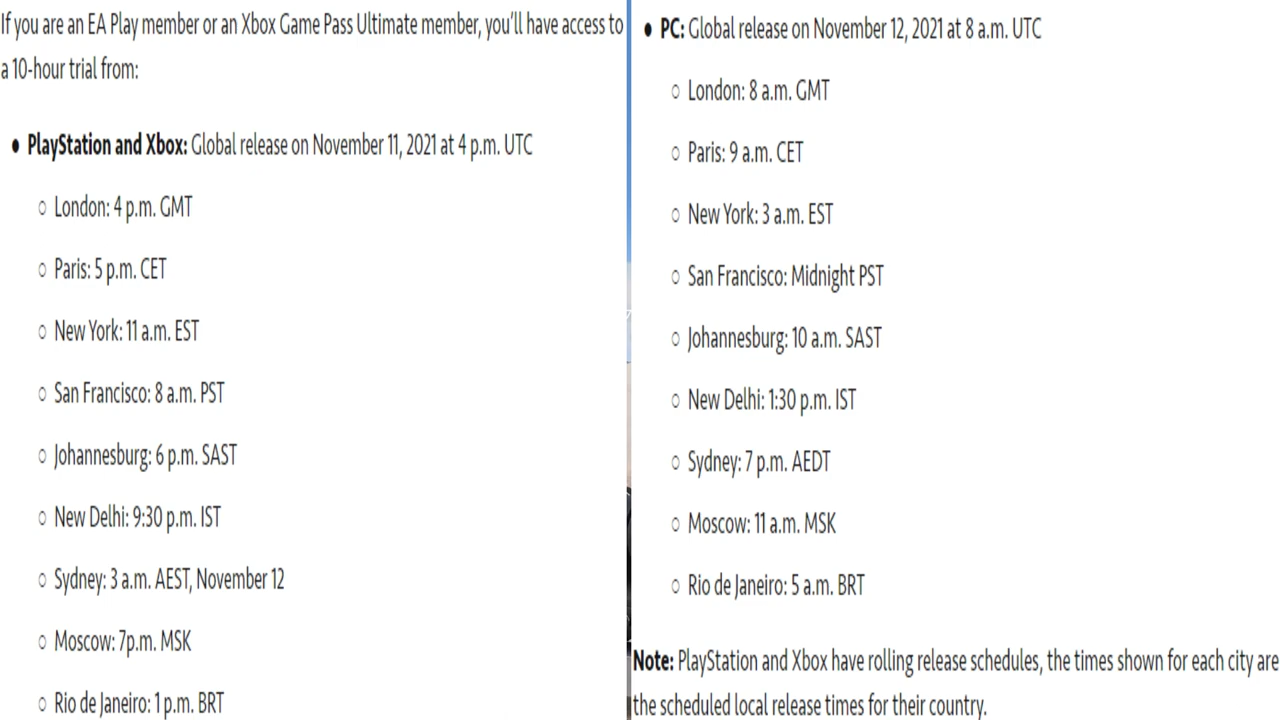 If you are an EA Play member or an Xbox Game Pass Ultimate member, you'll have access to
a 10-hour trial from:
● PlayStation and Xbox: Global release on November 11, 2021 at 4 p.m. UTC
○ London: 4 p.m. GMT
○ Paris: 5 p.m. CET
○ New York: 11 a.m. EST
○ San Francisco: 8 a.m. PST
○ Johannesburg: 6 p.m. SAST
○ New Delhi: 9:30 p.m. IST
○ Sydney: 3 a.m. AEST, November 12
○ Moscow: 7p.m. MSK
○ Rio de Janeiro: 1 p.m. BRT
● PC: Global release on November 12, 2021 at 8 a.m. UTC
○ London: 8 a.m. GMT
○ Paris: 9 a.m. CET
○ New York: 3 a.m. EST
○ San Francisco: Midnight PST
○ Johannesburg: 10 a.m. SAST
○ New Delhi: 1:30 p.m. IST
○ Sydney: 7 p.m. AEDT
○ Moscow: 11 a.m. MSK
○ Rio de Janeiro: 5 a.m. BRT
Note: PlayStation and Xbox have rolling release schedules, the times shown for each city are
the scheduled local release times for their country.